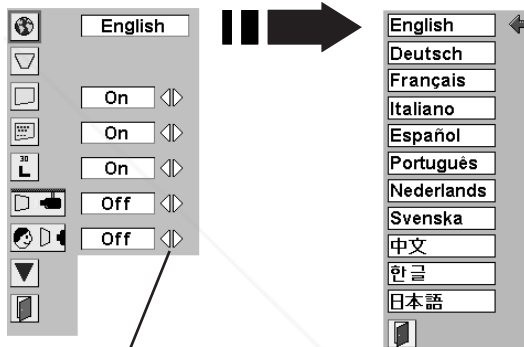 English
On
On
30
L
On
Off
Off
English
Deutsch
Français
Italiano
Español
Português
Nederlands
Svenska
中文
한글
日本語